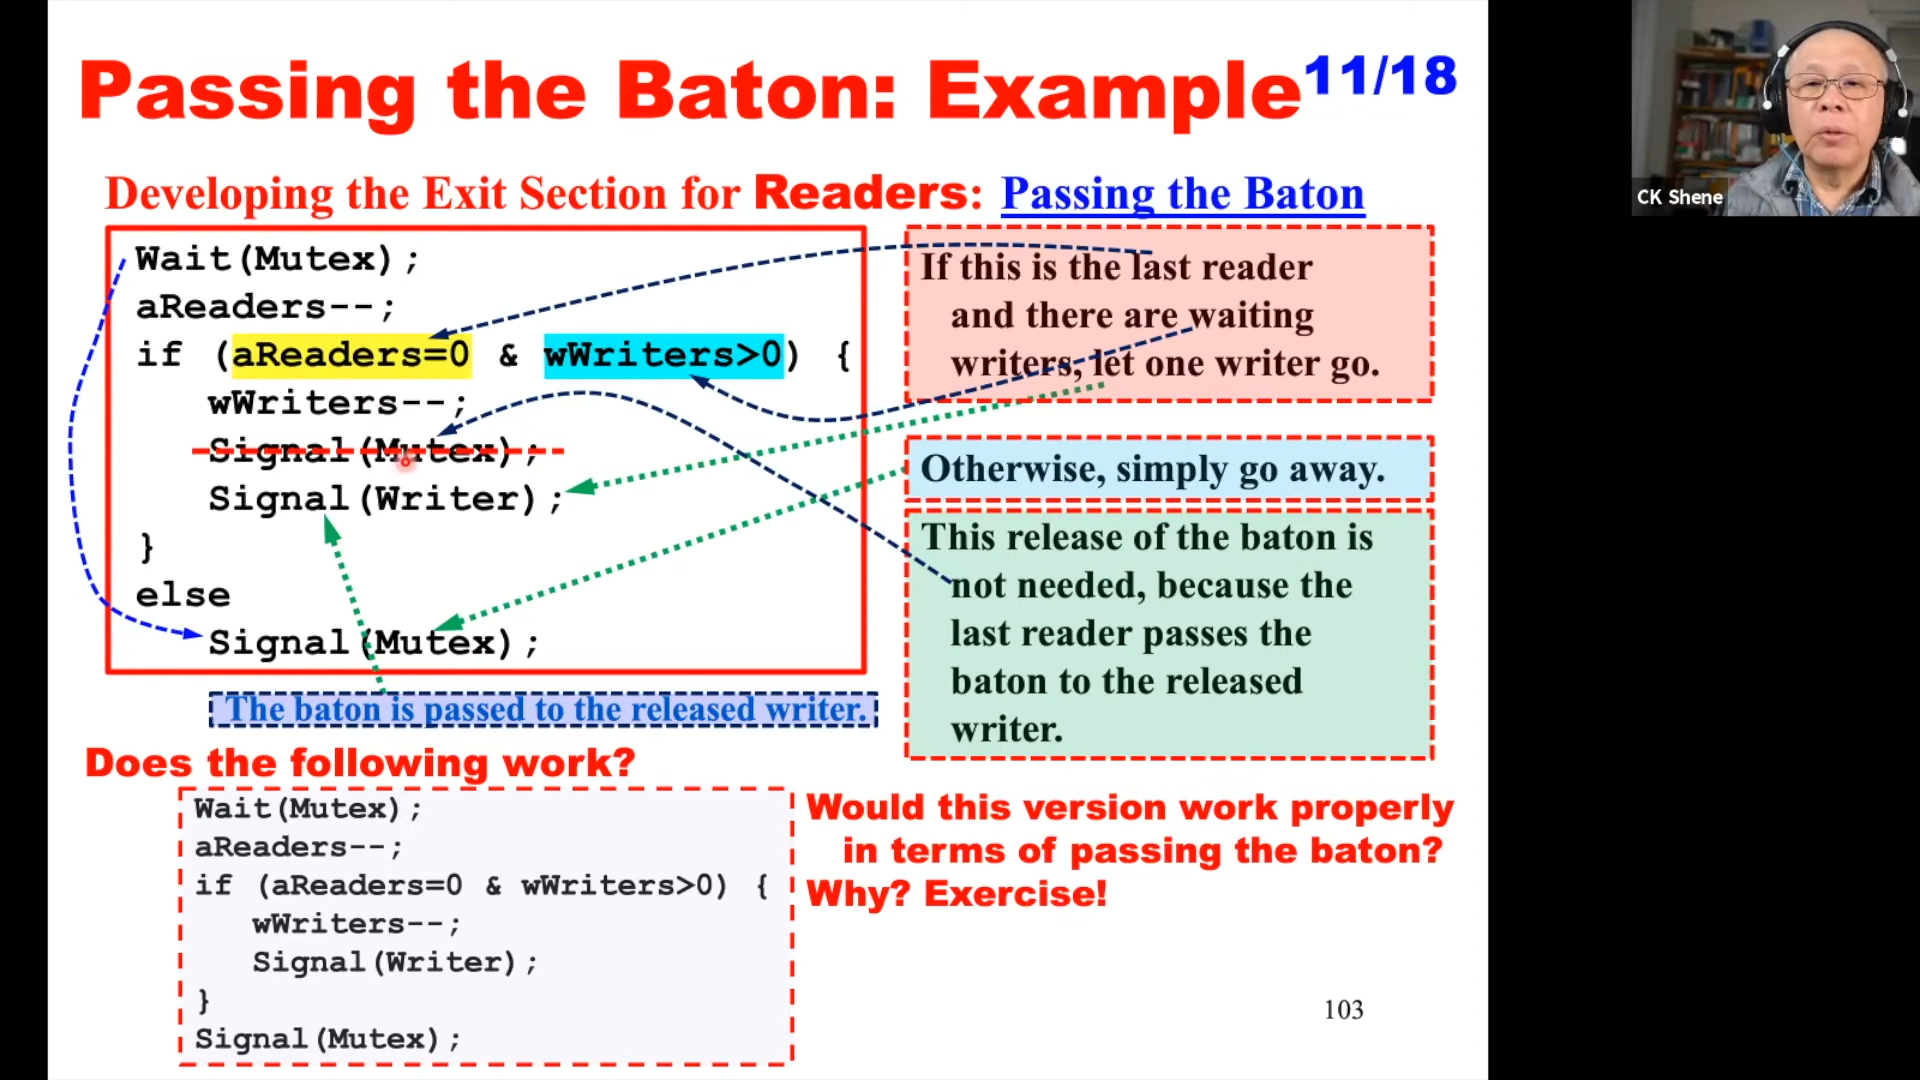 Passing the Baton: Example 11/18
CK Shene
Developing the Exit Section for Readers: Passing the Baton
Wait(Mutex);
aReaders--;
if (aReaders=0 & wWriters>0) {
wWriters--;
Signal(Mutex);
Signal(Writer);
}
else
Signal(Mutex);
If this is the last reader
and there are waiting
writers, let one writer go.
Otherwise, simply go away.
This release of the baton is
not needed, because the
last reader passes the
baton to the released
writer.
The baton is passed to the released writer.
Does the following work?
Wait(Mutex);
aReaders--;
if (aReaders=0 & wWriters>0) {
wWriters--;
Signal(Writer);
}
Signal(Mutex);
Would this version work properly
in terms of passing the baton?
Why? Exercise!
103